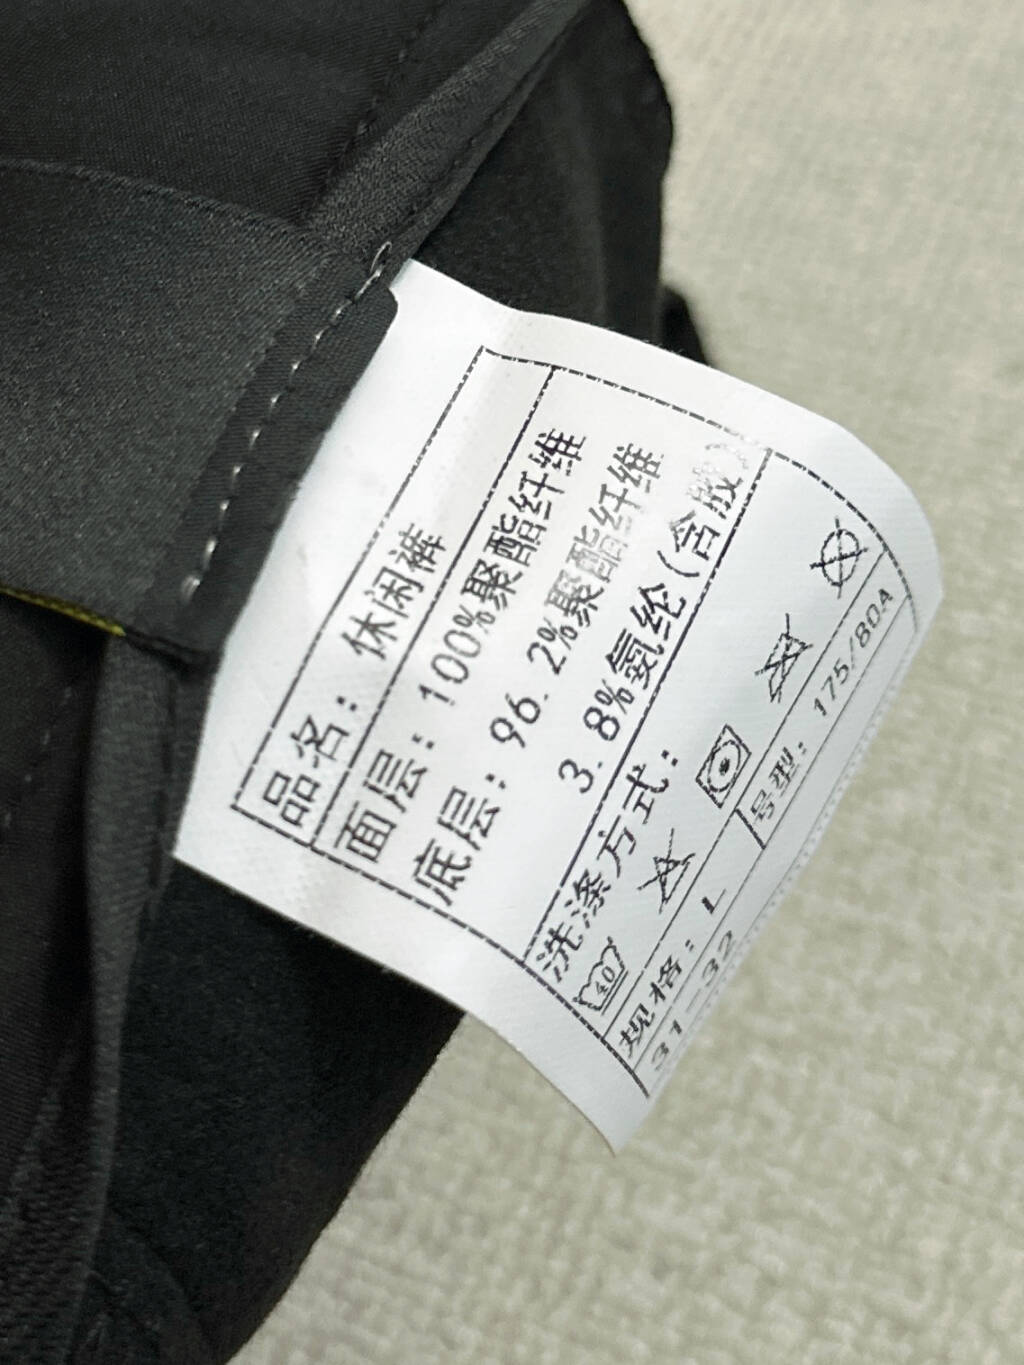 品名：休闲裤
面层：100%聚酯纤维
底层：96.2%聚酯纤维
3.8%氨纶(含胶)
洗涤方式：
40
规格：L
号型：175/80A
31-32